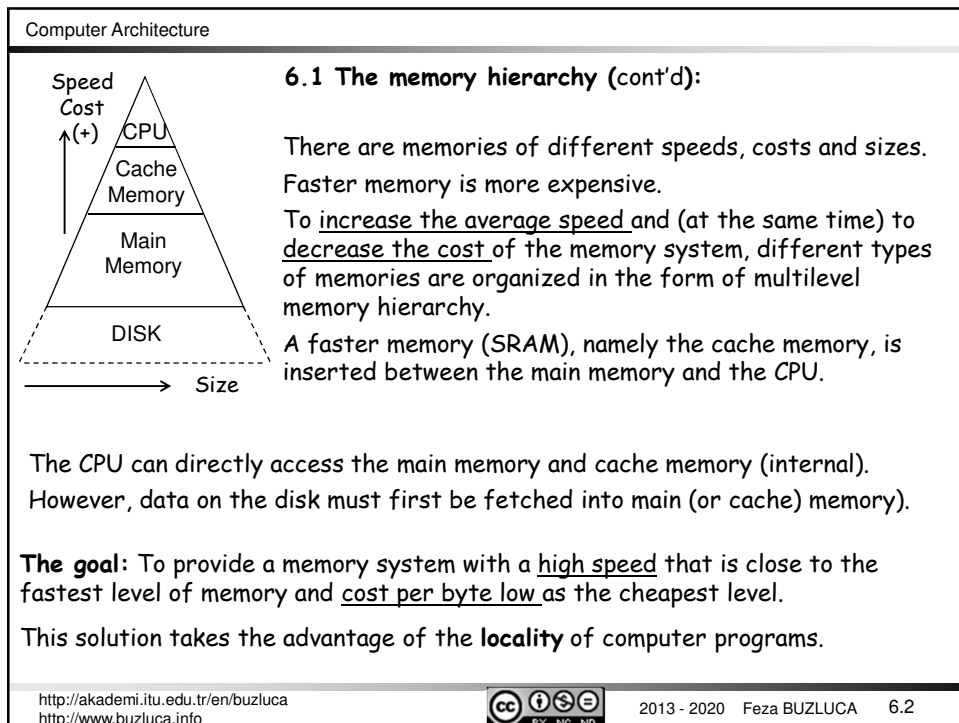 Computer Architecture
Speed
Cost
(+)
CPU
Cache
Memory
Main
Memory
DISK
Size
6.1 The memory hierarchy (cont'd):
There are memories of different speeds, costs and sizes.
Faster memory is more expensive.
To increase the average speed and (at the same time) to
decrease the cost of the memory system, different types
of memories are organized in the form of multilevel
memory hierarchy.
A faster memory (SRAM), namely the cache memory, is
inserted between the main memory and the CPU.
The CPU can directly access the main memory and cache memory (internal).
However, data on the disk must first be fetched into main (or cache) memory).
The goal: To provide a memory system with a high speed that is close to the
fastest level of memory and cost per byte low as the cheapest level.
This solution takes the advantage of the locality of computer programs.
http://akademi.itu.edu.tr/en/buzluca
http://www.buzluca.info
cc
BY NC ND
2013 - 2020 Feza BUZLUCA 6.2